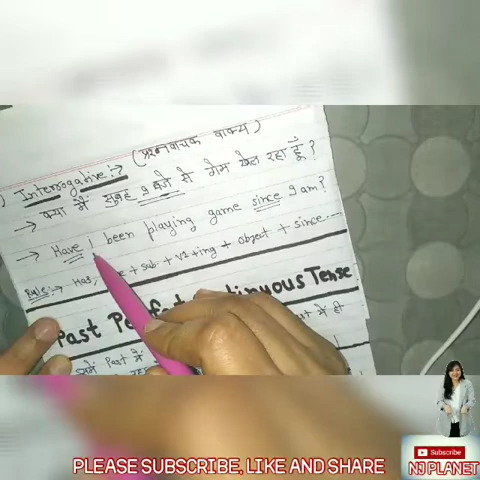 Interrogative:→ (प्रश्नवाचक वाक्य)
→ क्या मैं सुबह 9 बजे से गेम खेल रहा हूँ?
→ Have I been playing game since 9 am?
Rule:→ Has, + sub + v1 + ing + object + since
Past Continuous Tense
Past में
में ही
Subscribe
NJ PLANET
PLEASE SUBSCRIBE, LIKE AND SHARE